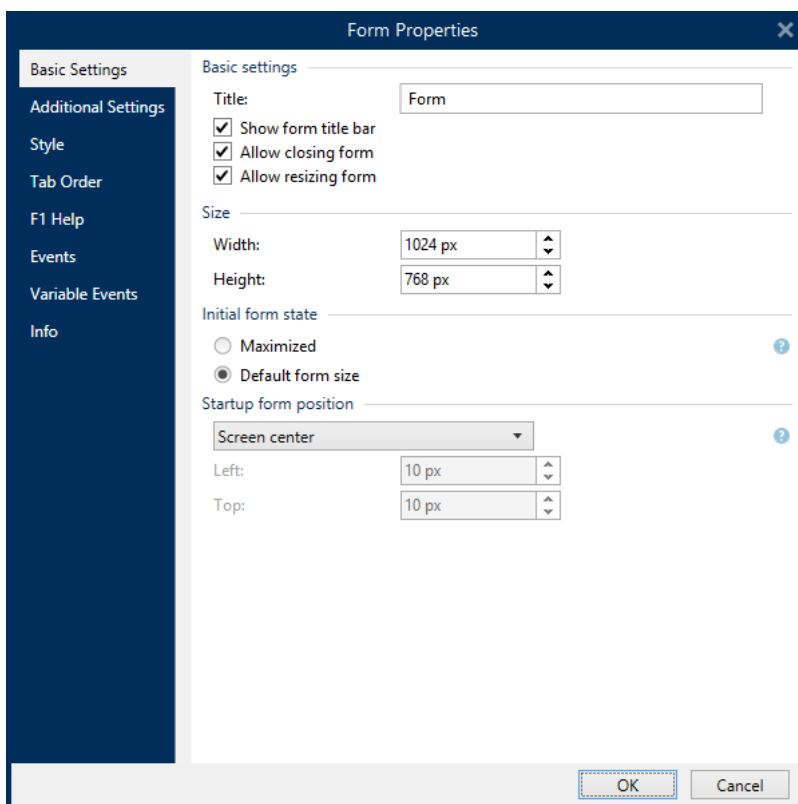 Form Properties
Basic Settings
Additional Settings
Style
Tab Order
F1 Help
Events
Variable Events
Info
Basic settings
Title: Form
Show form title bar
Allow closing form
Allow resizing form
Size
Width: 1024 px
Height: 768 px
Initial form state
Maximized
?
Default form size
Startup form position
Screen center
?
Left: 10 px
Top: 10 px
OK Cancel